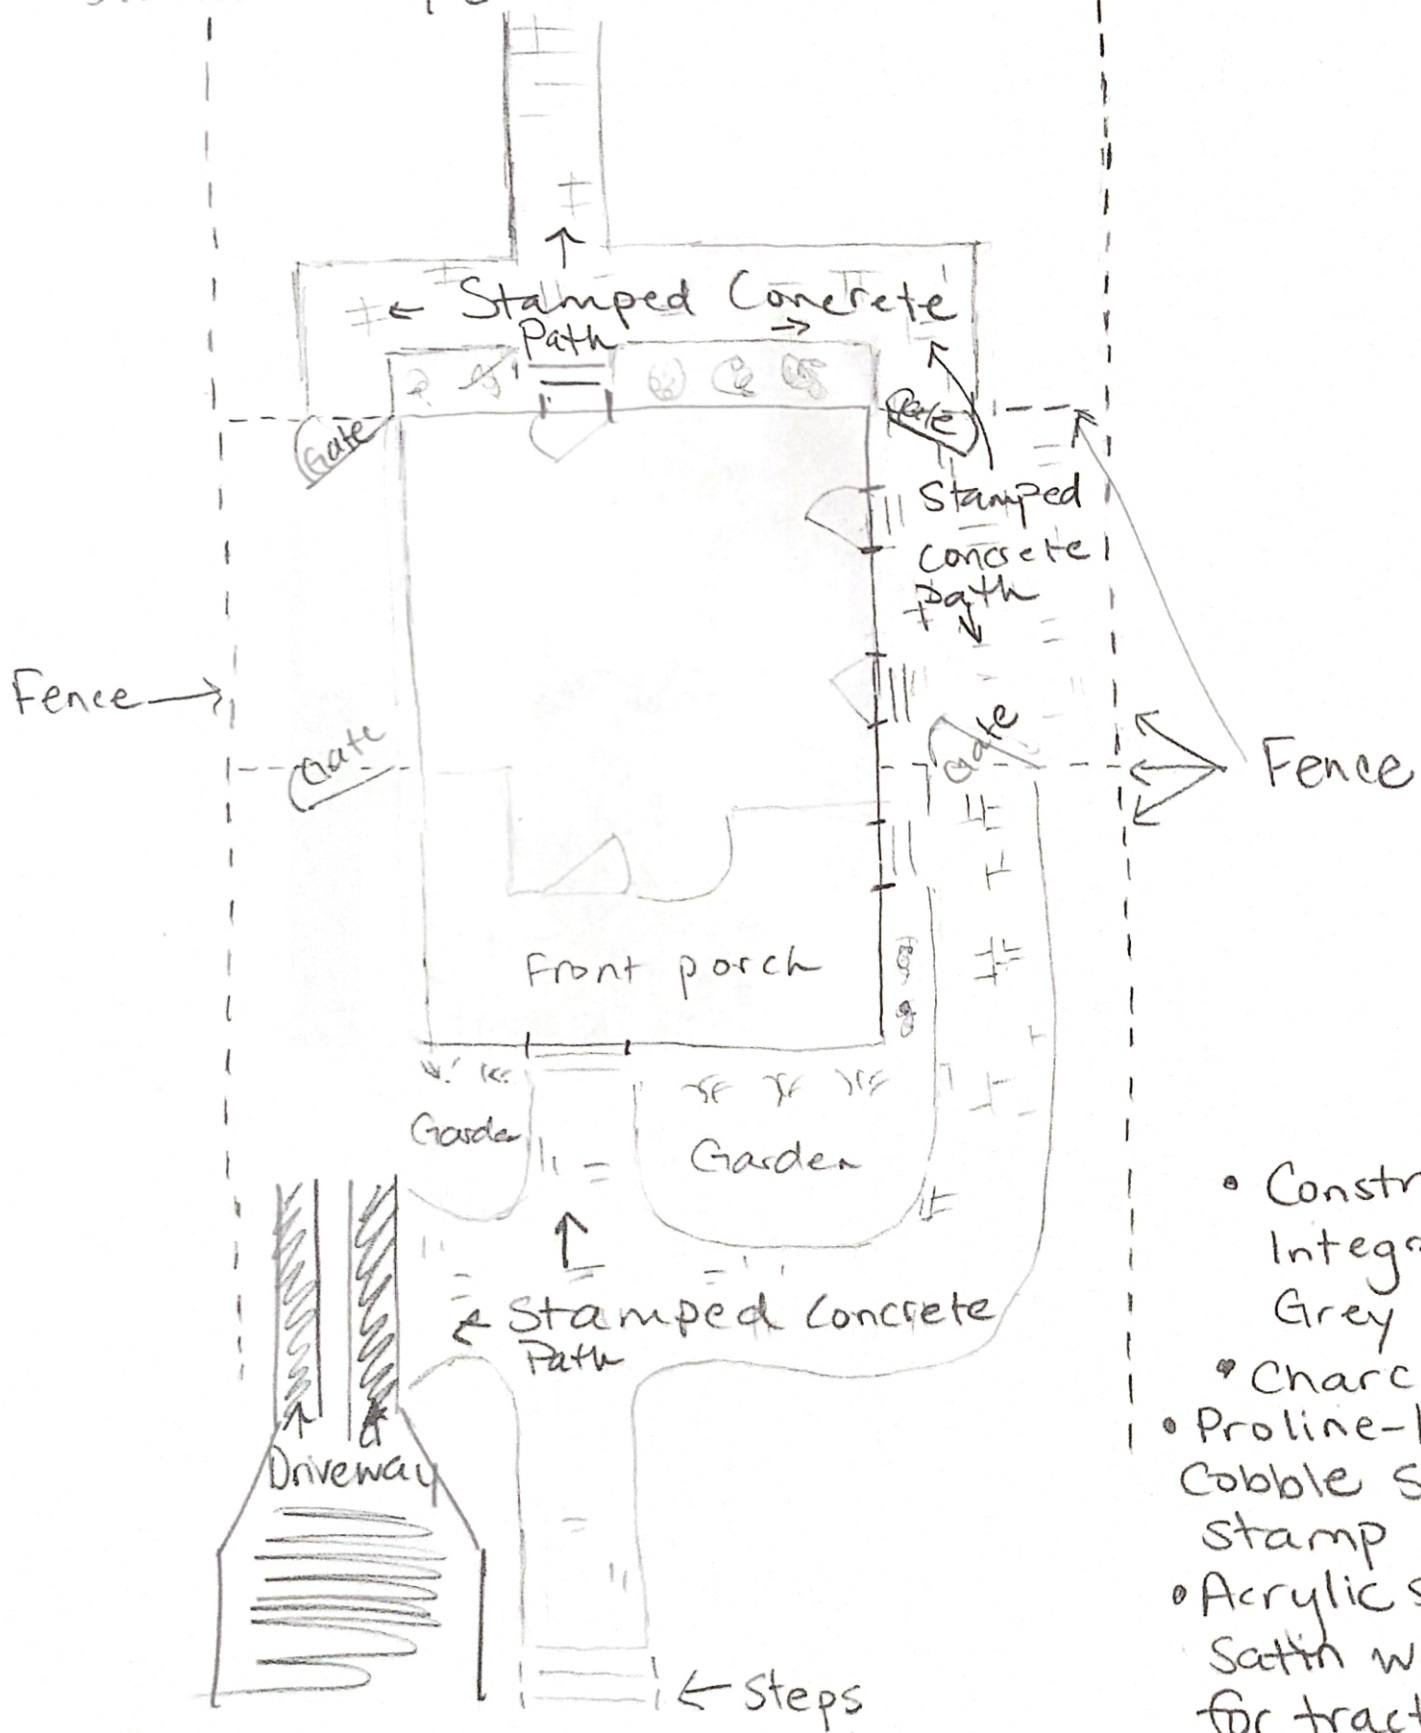 Stamped Concrete
Path
Gate
Gate
Stamped
Concrete
Path
Fence
Gate
Gate
Fence
Front porch
Garden
Garden
Stamped Concrete
Path
Driveway
Steps
• Constr
Integr
Grey
• Charc
• Proline-
Cobble S
Stamp
• Acrylic S
Satin w
for tract